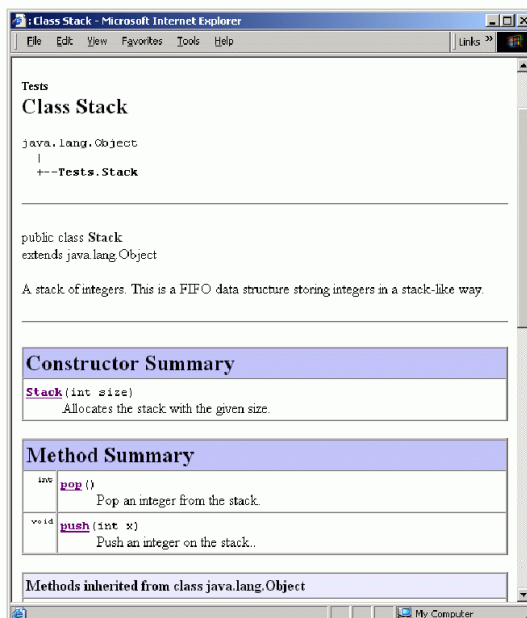 : Class Stack - Microsoft Internet Explorer
File Edit View Favorites Tools Help Links »
Tests
Class Stack
java.lang.Object
|
+--Tests.Stack
public class Stack
extends java.lang.Object
A stack of integers. This is a FIFO data structure storing integers in a stack-like way.
Constructor Summary
Stack(int size)
Allocates the stack with the given size.
Method Summary
int pop()
Pop an integer from the stack.
void push(int x)
Push an integer on the stack..
Methods inherited from class java.lang.Object
My Computer